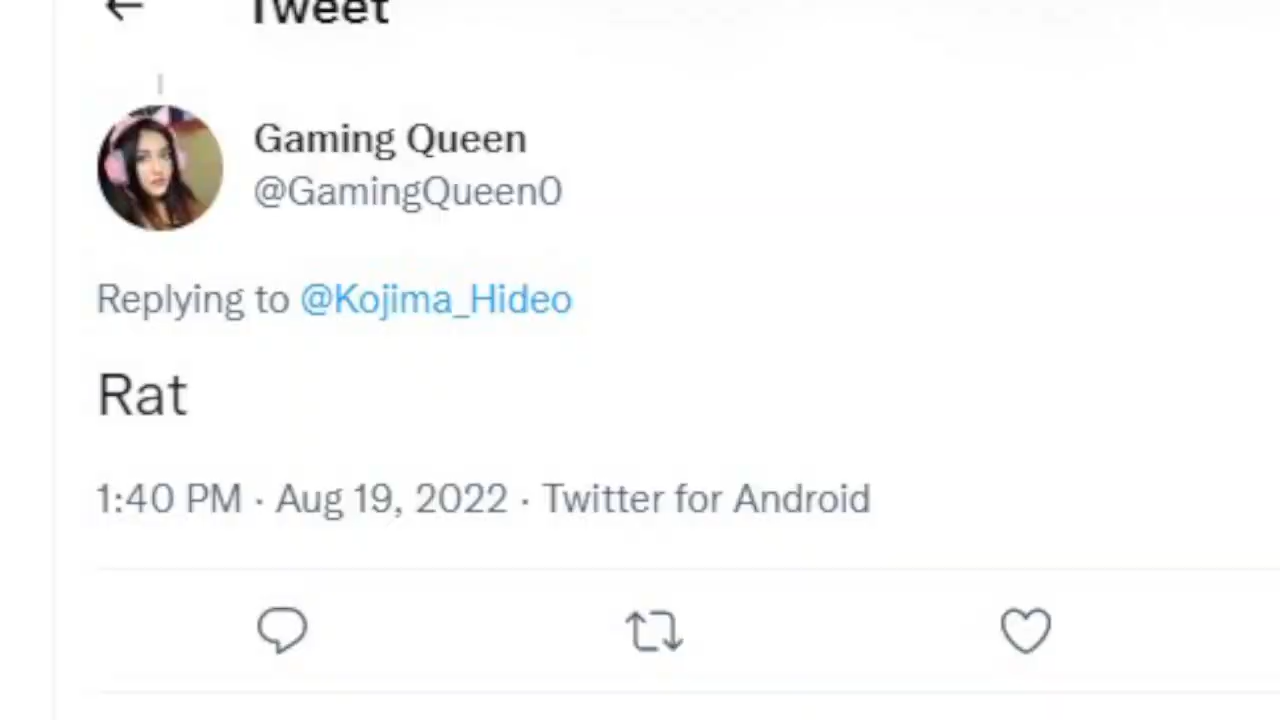 Tweet
Gaming Queen
@GamingQueen0
Replying to @Kojima_Hideo
Rat
1:40 PM · Aug 19, 2022 · Twitter for Android